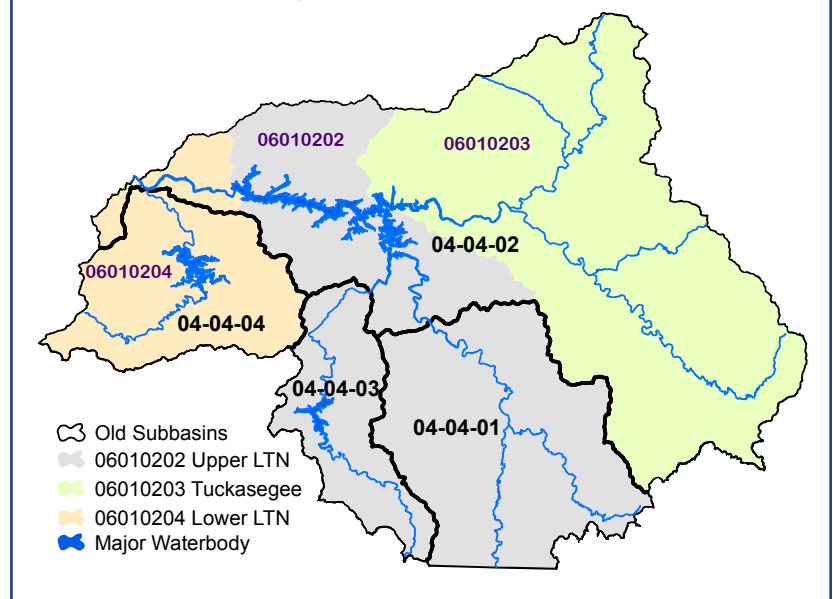 06010202
06010203
04-04-02
06010204
04-04-04
04-04-03
04-04-01
Old Subbasins
06010202 Upper LTN
06010203 Tuckasegee
06010204 Lower LTN
Major Waterbody